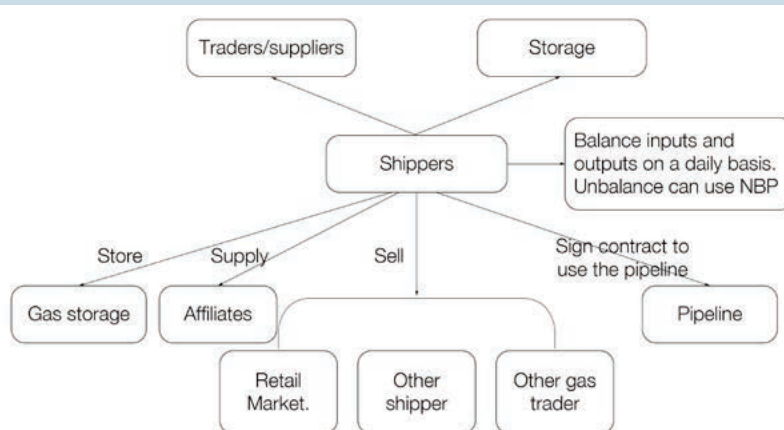 Traders/suppliers
Storage
Shippers
Balance inputs and
outputs on a daily basis.
Unbalance can use NBP
Store
Supply
Sell
Sign contract to
use the pipeline
Gas storage
Affiliates
Pipeline
Retail
Market.
Other
shipper
Other gas
trader